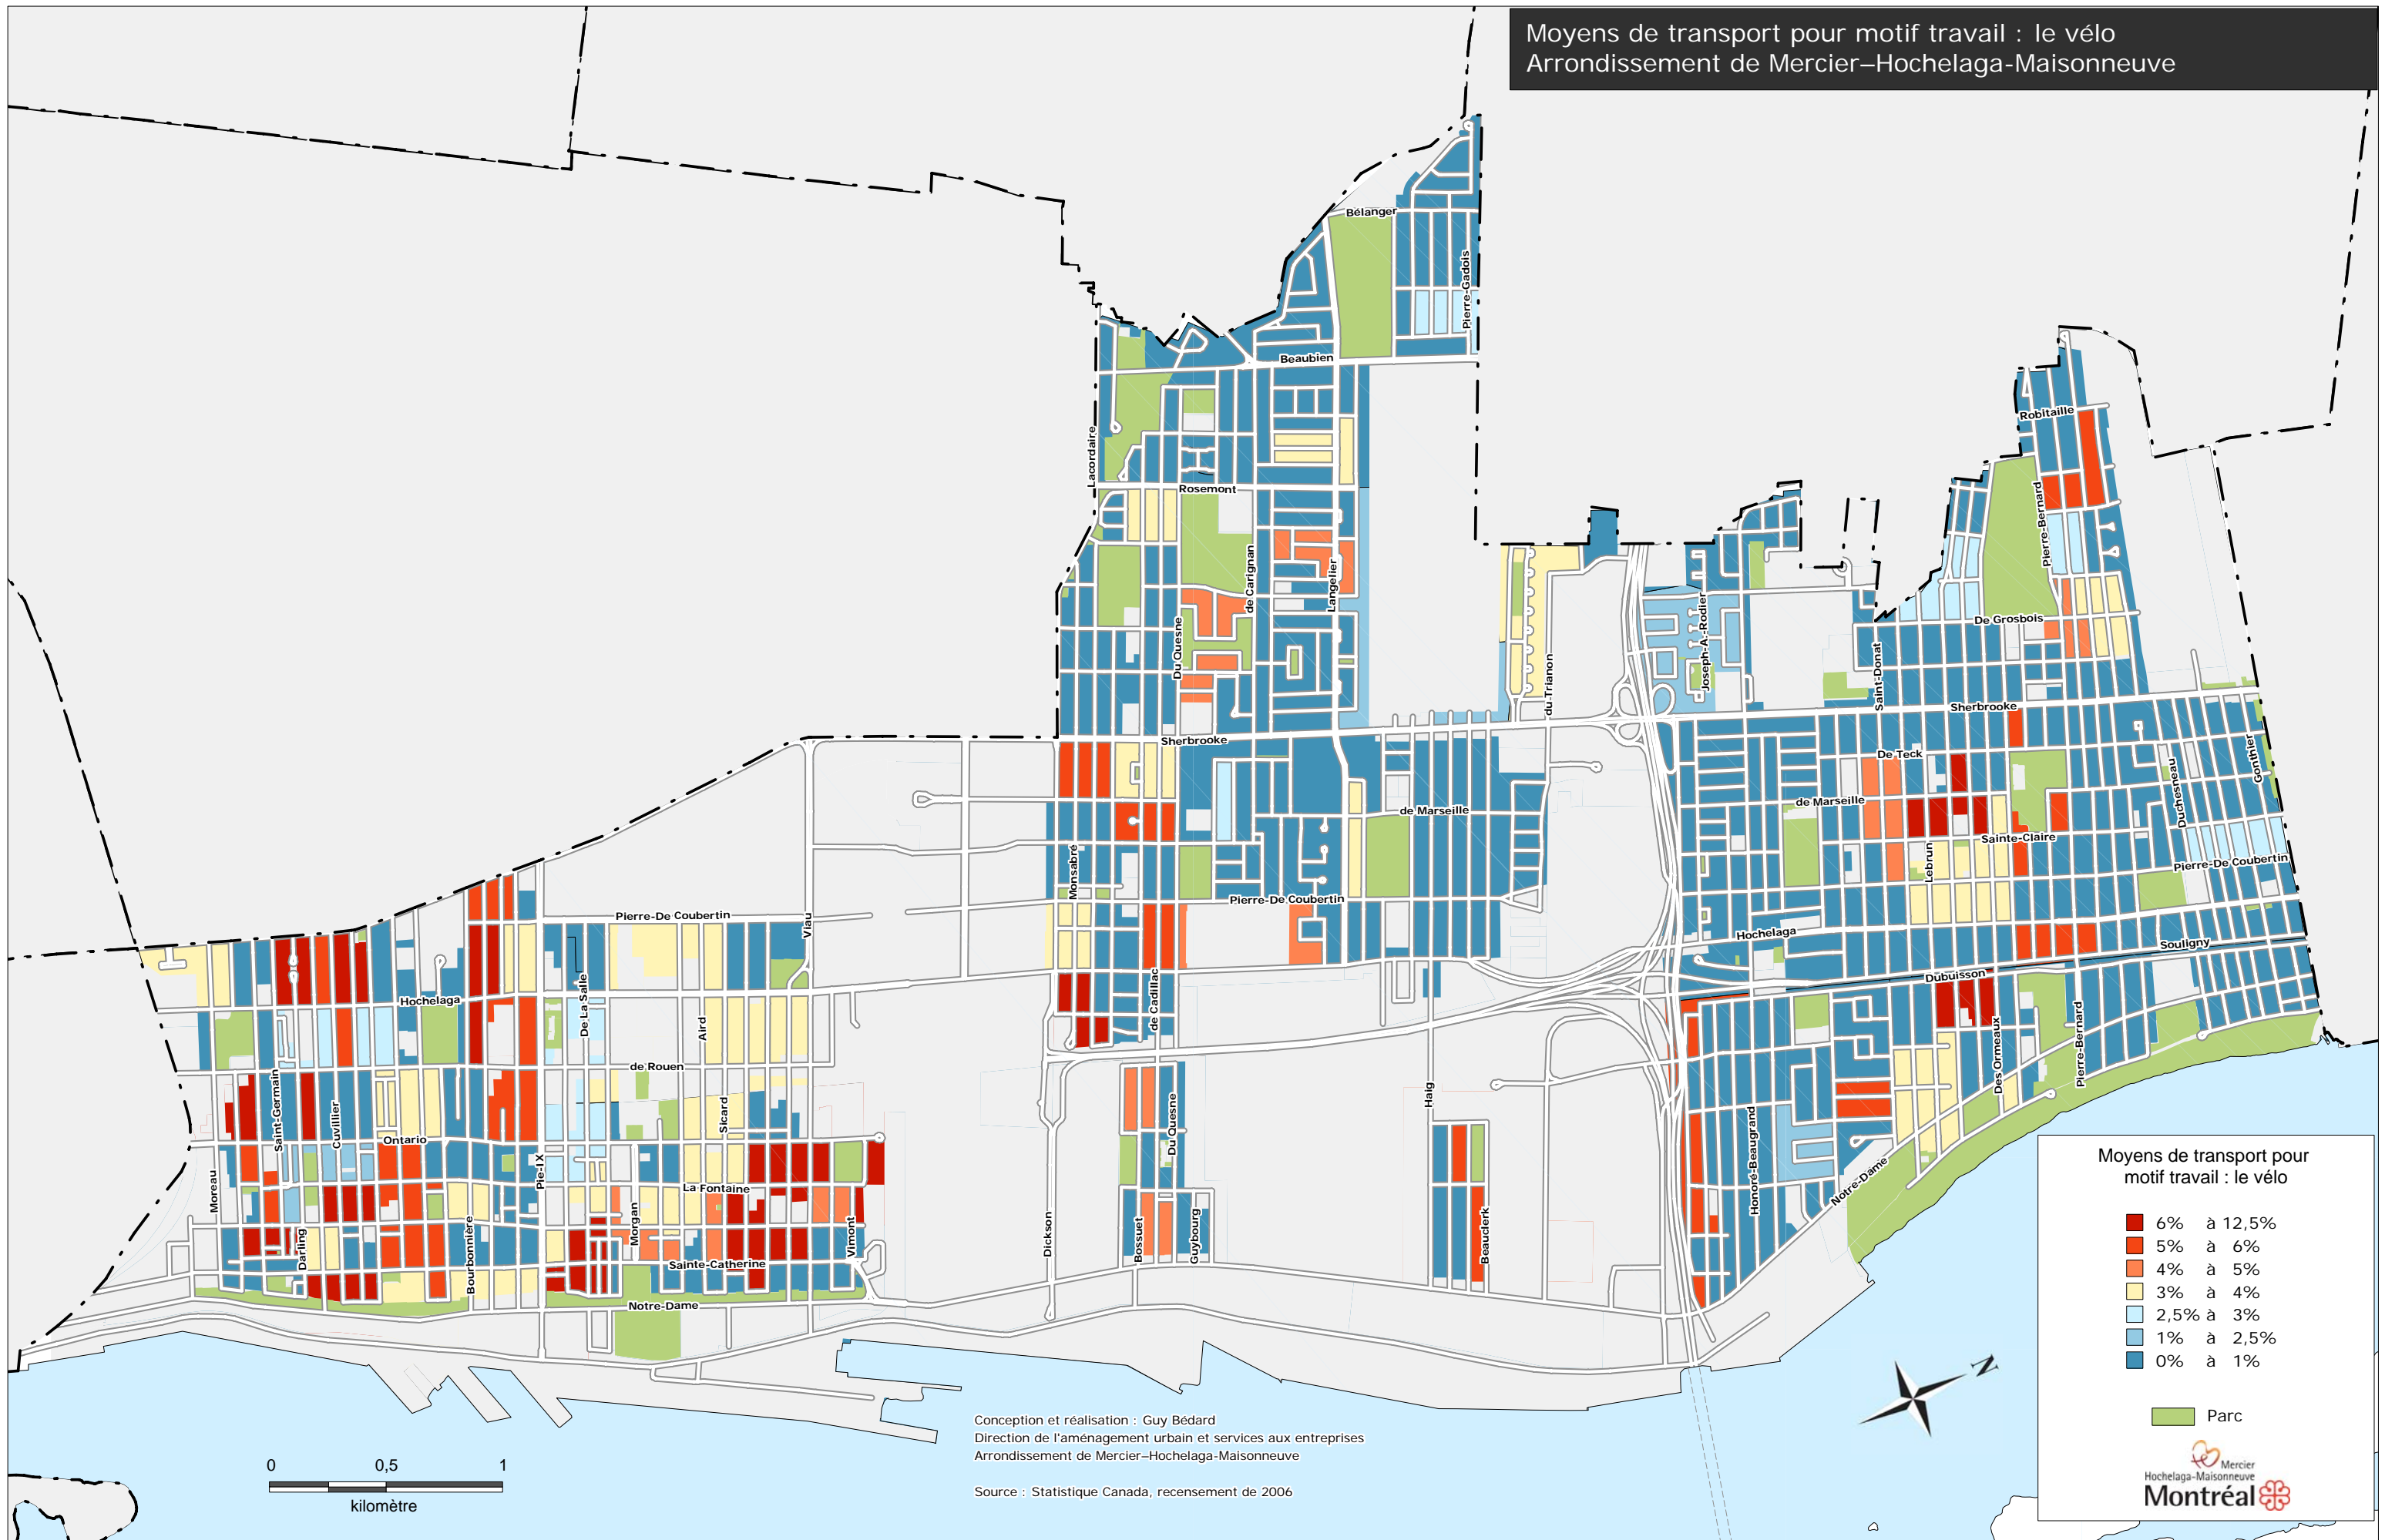 Moyens de transport pour motif travail : le vélo
Arrondissement de Mercier–Hochelaga-Maisonneuve
Bélanger
Pierre-Gadois
Beaubien
Lacordaire
Rosemont
de Carignan
Langelier
Du Quesne
Sherbrooke
du Trianon
Joseph-A.-Rodier
Saint-Donat
Robitaille
Pierre-Bernard
De Grosbois
Sherbrooke
De Teck
de Marseille
de Marseille
Sainte-Claire
Duchesneau
Gonthier
Lebrun
Pierre-De Coubertin
Monsabré
Pierre-De Coubertin
Pierre-De Coubertin
Viau
Hochelaga
Souligny
Dubuisson
Hochelaga
De La Salle
Aird
de Cadillac
de Rouen
Des Ormeaux
Pierre-Bernard
Saint-Germain
Cuvillier
Ontario
Sicard
Du Quesne
Haig
Honoré-Beaugrand
Notre-Dame
Moreau
Pie-IX
La Fontaine
Darling
Bourbonnière
Morgan
Sainte-Catherine
Vimont
Dickson
Bossuet
Guybourg
Beauclerk
Notre-Dame
Moyens de transport pour
motif travail : le vélo
6% à 12,5%
5% à 6%
4% à 5%
3% à 4%
2,5% à 3%
1% à 2,5%
0% à 1%
Parc
Mercier
Hochelaga-Maisonneuve
Montréal
N
Conception et réalisation : Guy Bédard
Direction de l'aménagement urbain et services aux entreprises
Arrondissement de Mercier–Hochelaga-Maisonneuve
Source : Statistique Canada, recensement de 2006
0 0,5 1
kilomètre